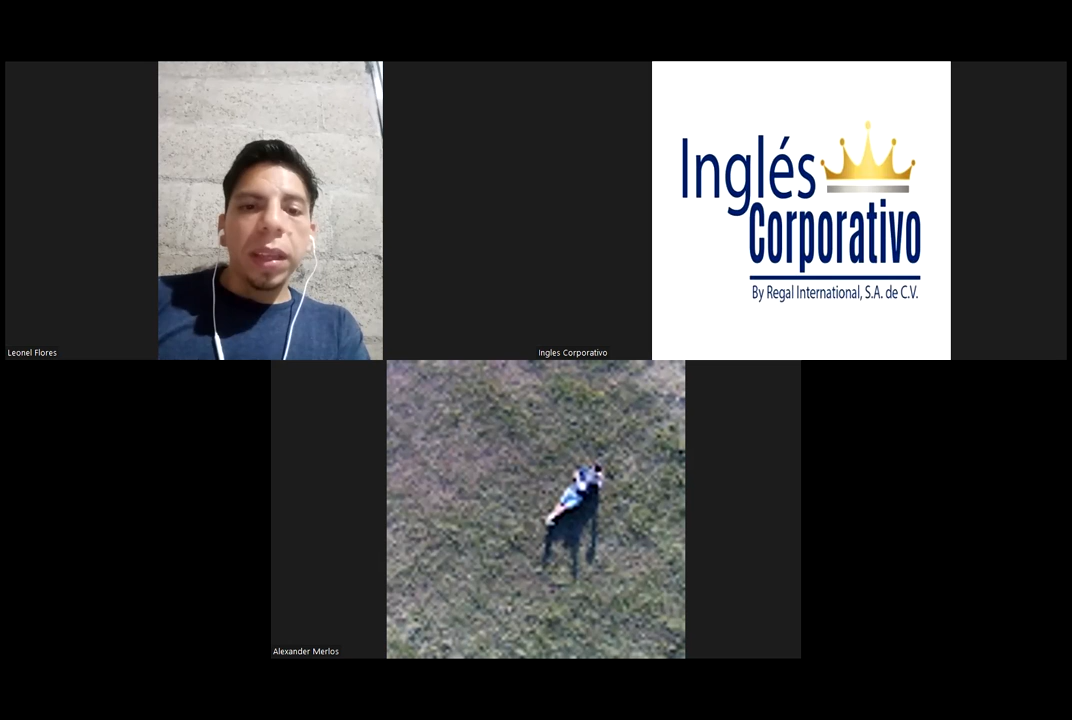 Inglés
Corporativo
By Regal International, S.A. de C.V.
Leonel Flores
Ingles Corporativo
Alexander Merlos